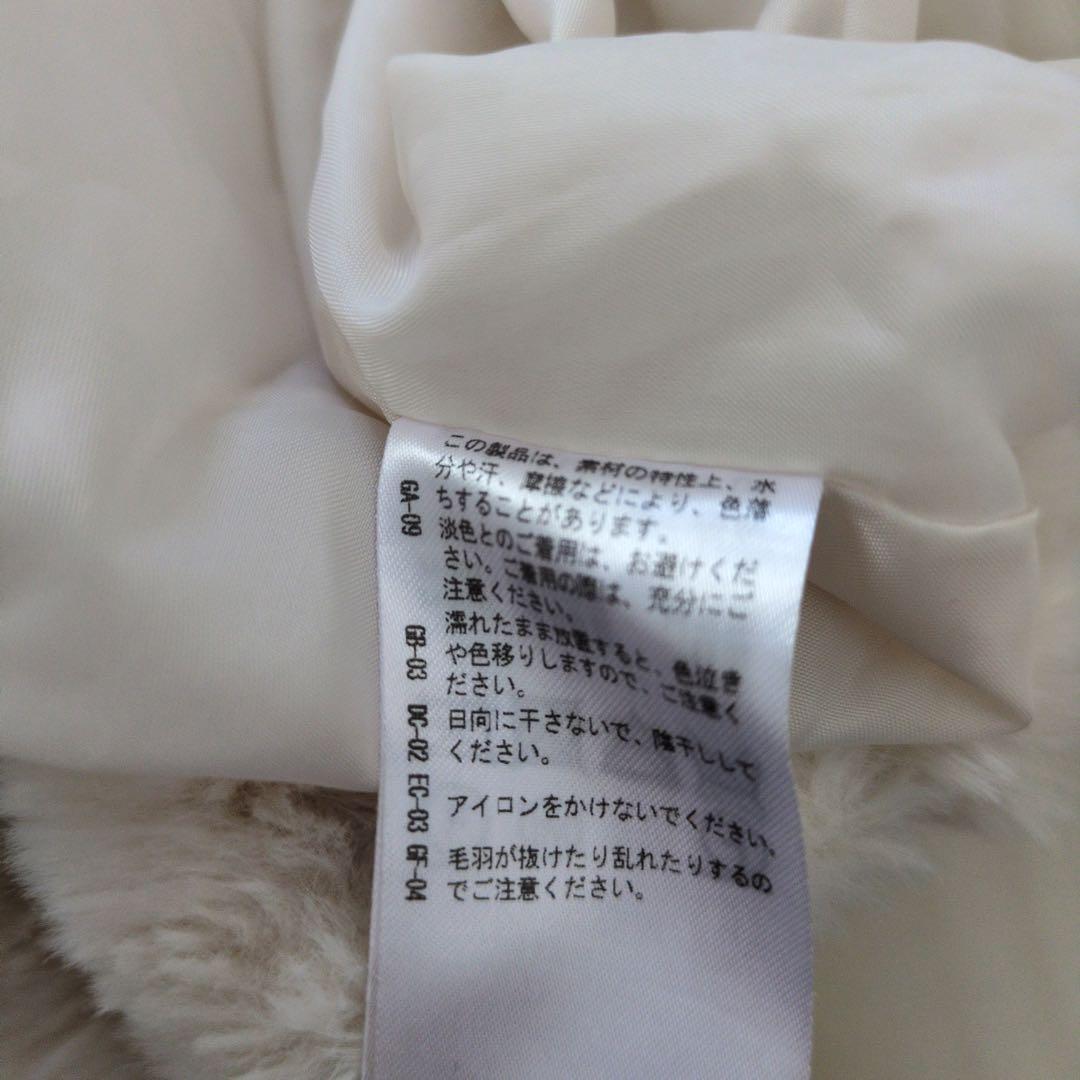 この製品は、素材の特性上、水
分や汗、摩擦などにより、色落
ちすることがあります。
淡色とのご着用は、お避けくだ
さい。ご着用の際は、充分にご
注意ください。
濡れたまま放置すると、色泣き
や色移りしますので、ご注意く
ださい。
日向に干さないで、陰干しして
ください。
アイロンをかけないでください。
毛羽が抜けたり乱れたりするの
でご注意ください。
GA-09
GB-03
DC-02
EC-03
GF-04